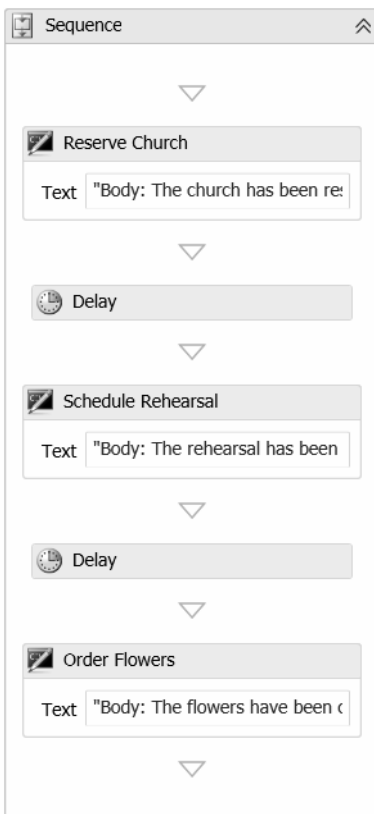 Sequence
Reserve Church
Text "Body: The church has been
Delay
Schedule Rehearsal
Text "Body: The rehearsal has been
Delay
Order Flowers
Text "Body: The flowers have been